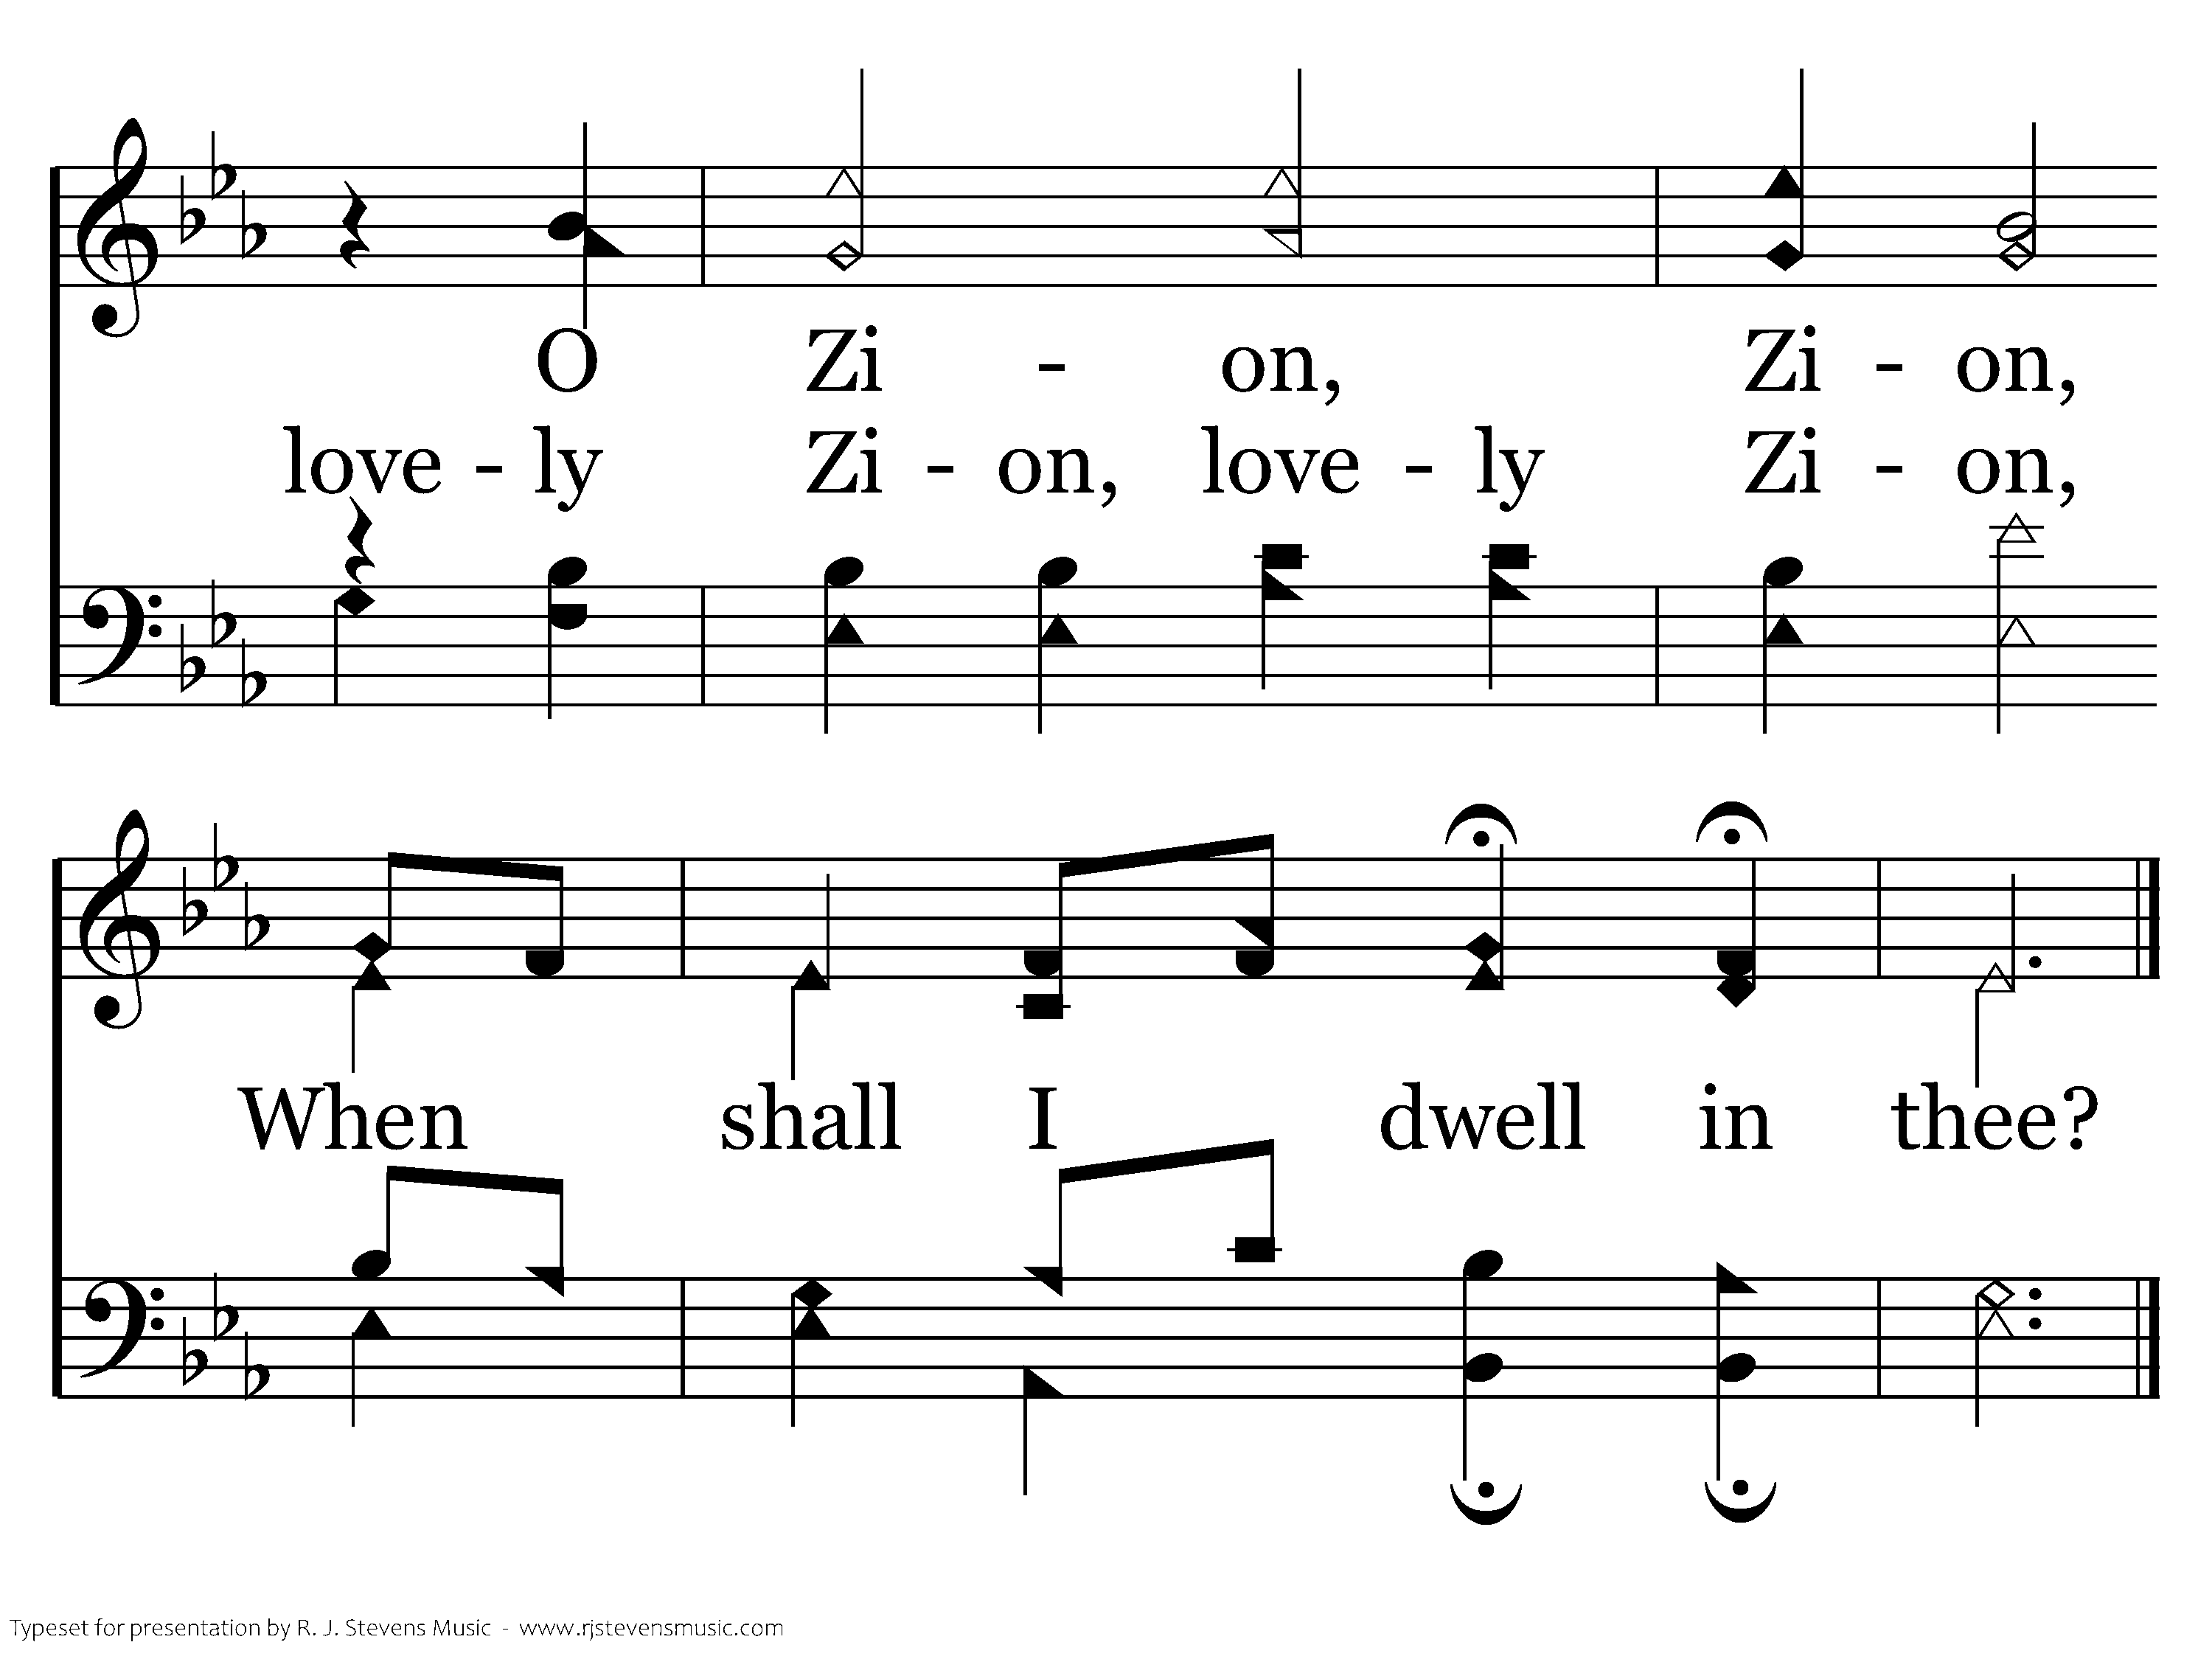 O Zi - on, Zi - on,
love - ly Zi - on, love - ly Zi - on,
When shall I dwell in thee?
Typeset for presentation by R. J. Stevens Music - www.rjstevensmusic.com